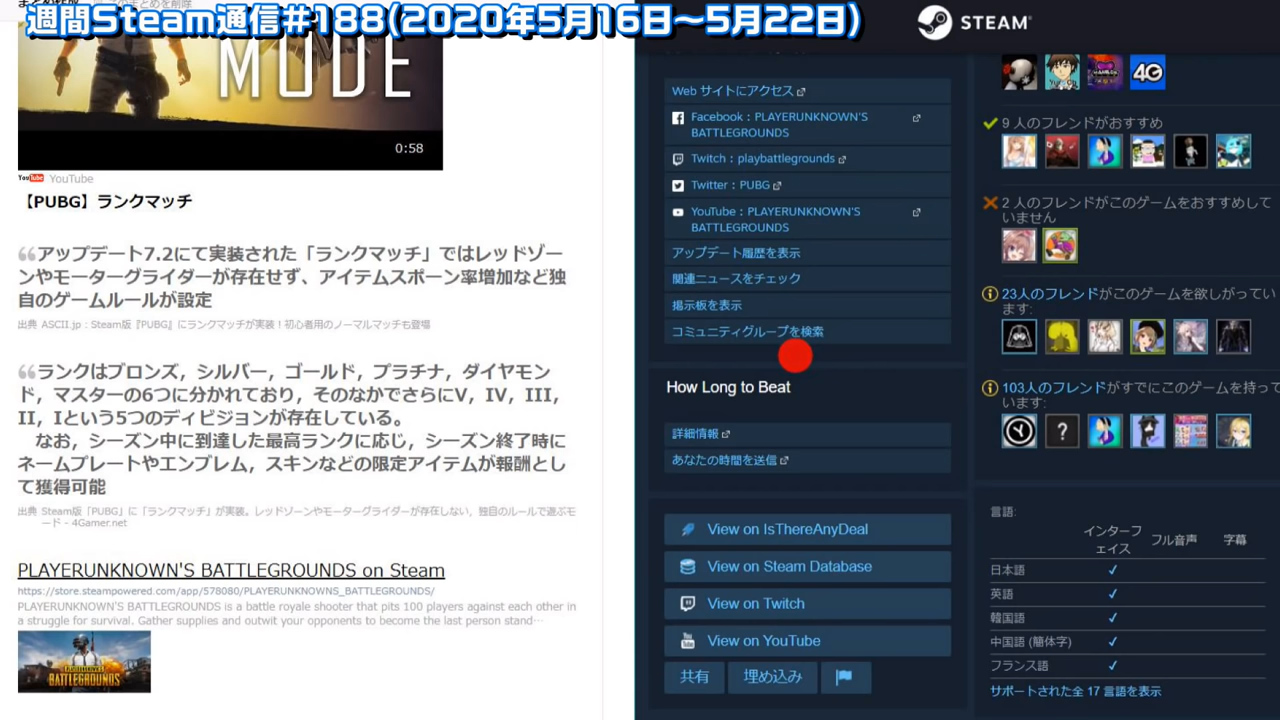 週間Steam通信#188(2020年5月16日～5月22日)
MODE
0:58
YouTube YouTube
【PUBG】ランクマッチ
アップデート7.2にて実装された「ランクマッチ」ではレッドゾー
ンやモーターグライダーが存在せず、アイテムスポーン率増加など独
自のゲームルールが設定
出典 ASCII.jp：Steam版『PUBG』にランクマッチが実装！初心者用のノーマルマッチも登場
ランクはブロンズ，シルバー，ゴールド，プラチナ，ダイヤモン
ド，マスターの6つに分かれており，そのなかでさらにV，IV，III，
II，Iという5つのディビジョンが存在している。
なお，シーズン中に到達した最高ランクに応じ，シーズン終了時に
ネームプレートやエンブレム，スキンなどの限定アイテムが報酬とし
て獲得可能
出典 Steam版「PUBG」に「ランクマッチ」が実装。レッドゾーンやモーターグライダーが存在しない，独自のルールで遊ぶモ
ード - 4Gamer.net
PLAYERUNKNOWN'S BATTLEGROUNDS on Steam
https://store.steampowered.com/app/578080/PLAYERUNKNOWNS_BATTLEGROUNDS/
PLAYERUNKNOWN'S BATTLEGROUNDS is a battle royale shooter that pits 100 players against each other in
a struggle for survival. Gather supplies and outwit your opponents to become the last person stand…
BATTLEGROUNDS
STEAM
Web サイトにアクセス
Facebook：PLAYERUNKNOWN'S
BATTLEGROUNDS
Twitch：playbattlegrounds
Twitter：PUBG
YouTube：PLAYERUNKNOWN'S
BATTLEGROUNDS
アップデート履歴を表示
関連ニュースをチェック
掲示板を表示
コミュニティグループを検索
How Long to Beat
詳細情報
あなたの時間を送信
View on IsThereAnyDeal
View on Steam Database
View on Twitch
View on YouTube
共有 埋め込み
4G
9 人のフレンドがおすすめ
2 人のフレンドがこのゲームをおすすめして
いません
23人のフレンドがこのゲームを欲しがってい
ます:
103人のフレンドがすでにこのゲームを持って
います:
?
言語:
インターフ
ェイス フル音声 字幕
日本語 ✓
英語 ✓
韓国語 ✓
中国語 (簡体字) ✓
フランス語 ✓
サポートされた全 17 言語を表示